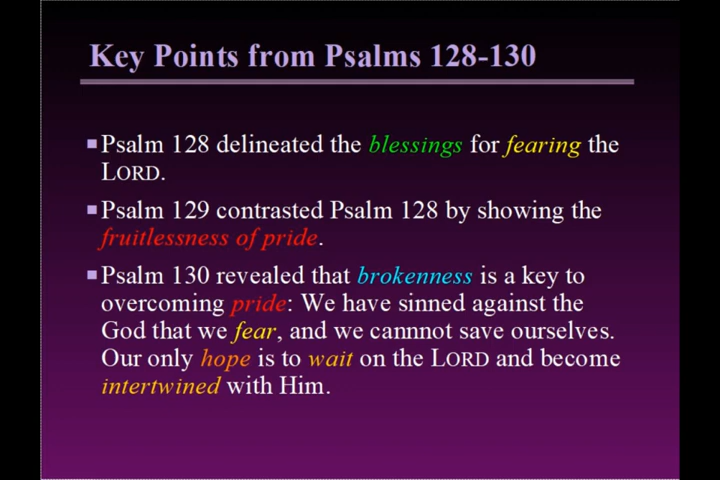 Key Points from Psalms 128-130
▪Psalm 128 delineated the blessings for fearing the
LORD.
▪Psalm 129 contrasted Psalm 128 by showing the
fruitlessness of pride.
▪Psalm 130 revealed that brokenness is a key to
overcoming pride: We have sinned against the
God that we fear, and we cannnot save ourselves.
Our only hope is to wait on the LORD and become
intertwined with Him.